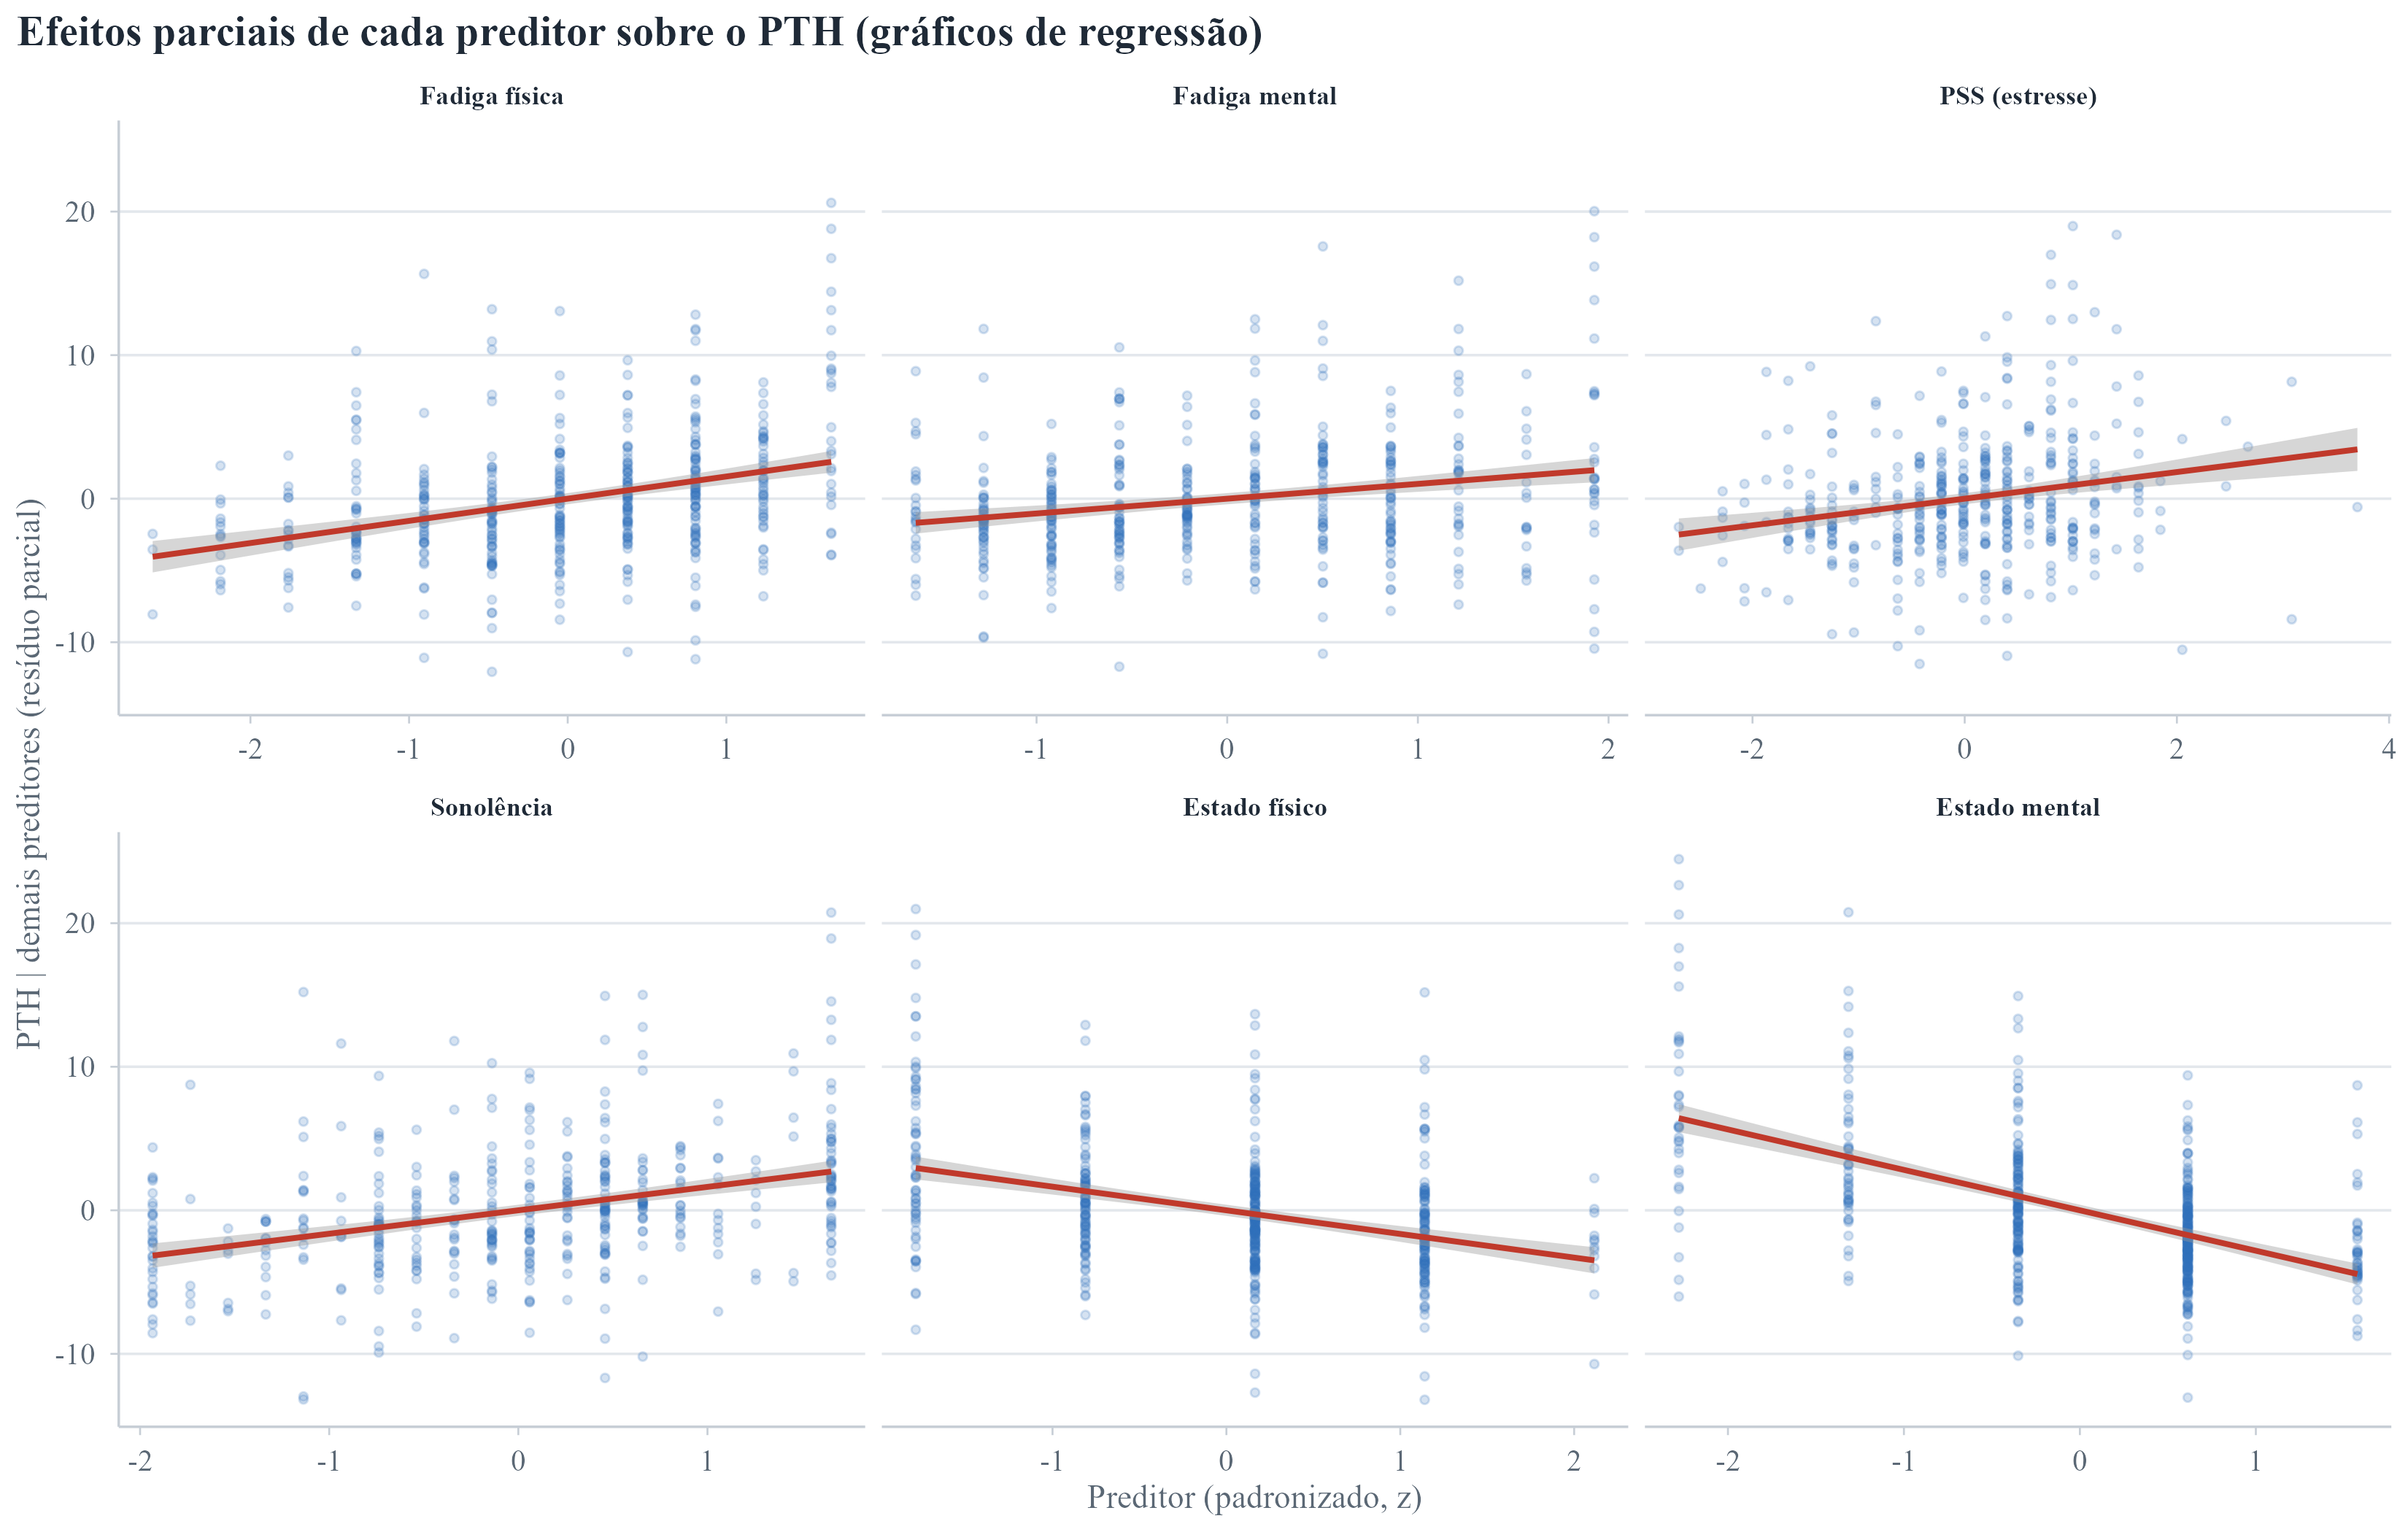 Efeitos parciais de cada preditor sobre o PTH (gráficos de regressão)
Fadiga física
Fadiga mental
PSS (estresse)
20
10
0
-10
-2 -1 0 1
-1 0 1 2
-2 0 2 4
PTH | demais preditores (resíduo parcial)
Sonolência
Estado físico
Estado mental
20
10
0
-10
-2 -1 0 1
-1 0 1 2
-2 -1 0 1
Preditor (padronizado, z)